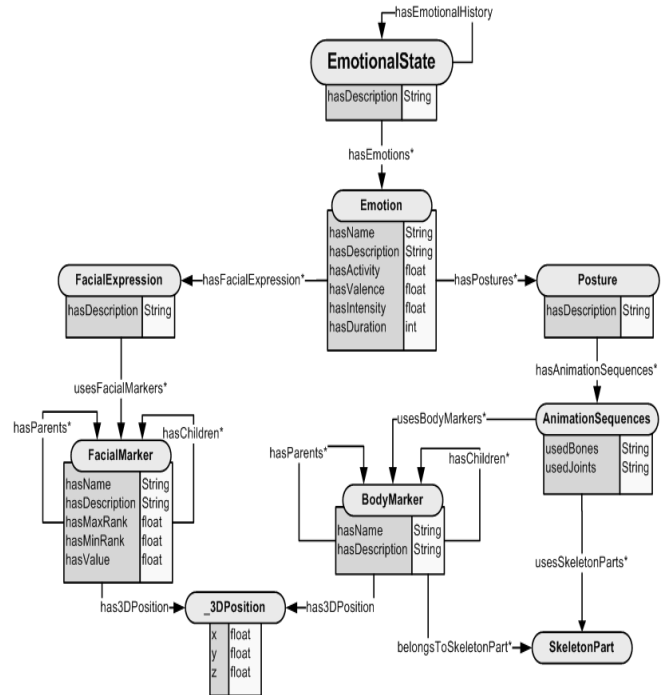 hasEmotionalHistory
EmotionalState
hasDescription String
hasEmotions*
Emotion
hasName String
hasDescription String
hasActivity float
hasValence float
hasIntensity float
hasDuration int
FacialExpression
hasDescription String
hasFacialExpression*
hasPostures*
Posture
hasDescription String
usesFacialMarkers*
hasAnimationSequences*
hasParents*
hasChildren*
FacialMarker
hasName String
hasDescription String
hasMaxRank float
hasMinRank float
hasValue float
usesBodyMarkers*
AnimationSequences
usedBones String
usedJoints String
hasParents*
hasChildren*
BodyMarker
hasName String
hasDescription String
usesSkeletonParts*
has3DPosition
_3DPosition
x float
y float
z float
has3DPosition
belongsToSkeletonPart*
SkeletonPart